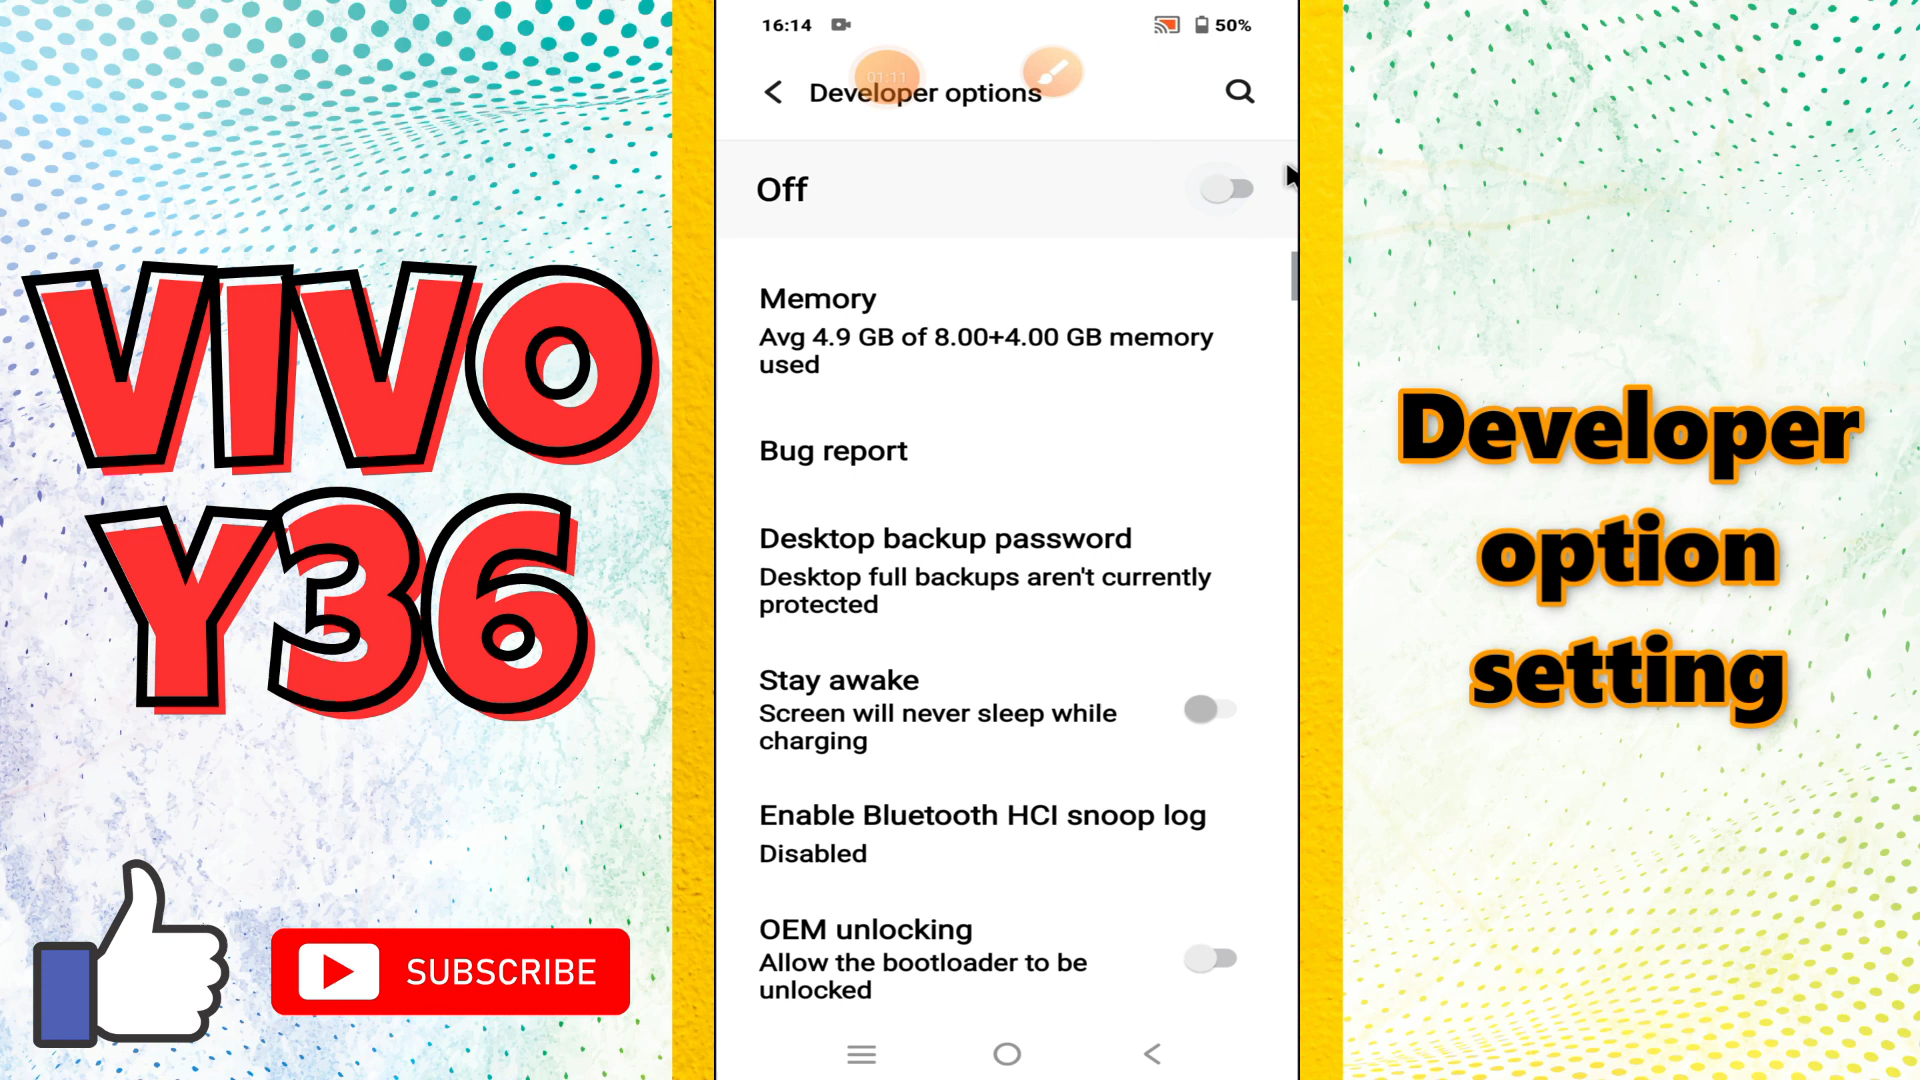 VIVO
Y36
SUBSCRIBE
16:14
50%
01:11
Developer options
Off
Memory
Avg 4.9 GB of 8.00+4.00 GB memory
used
Bug report
Desktop backup password
Desktop full backups aren't currently
protected
Stay awake
Screen will never sleep while
charging
Enable Bluetooth HCI snoop log
Disabled
OEM unlocking
Allow the bootloader to be
unlocked
Developer
option
setting